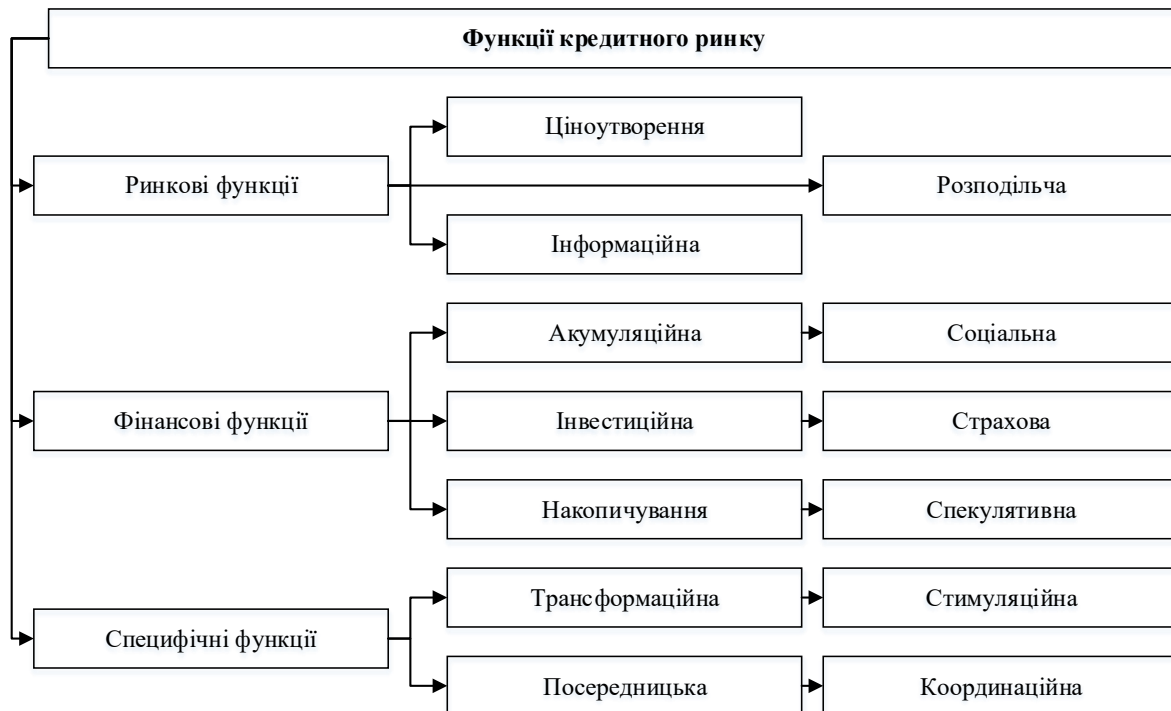 Функції кредитного ринку
Ціноутворення
Ринкові функції
Розподільча
Інформаційна
Акумуляційна
Соціальна
Фінансові функції
Інвестиційна
Страхова
Накопичування
Спекулятивна
Трансформаційна
Стимуляційна
Специфічні функції
Посередницька
Координаційна